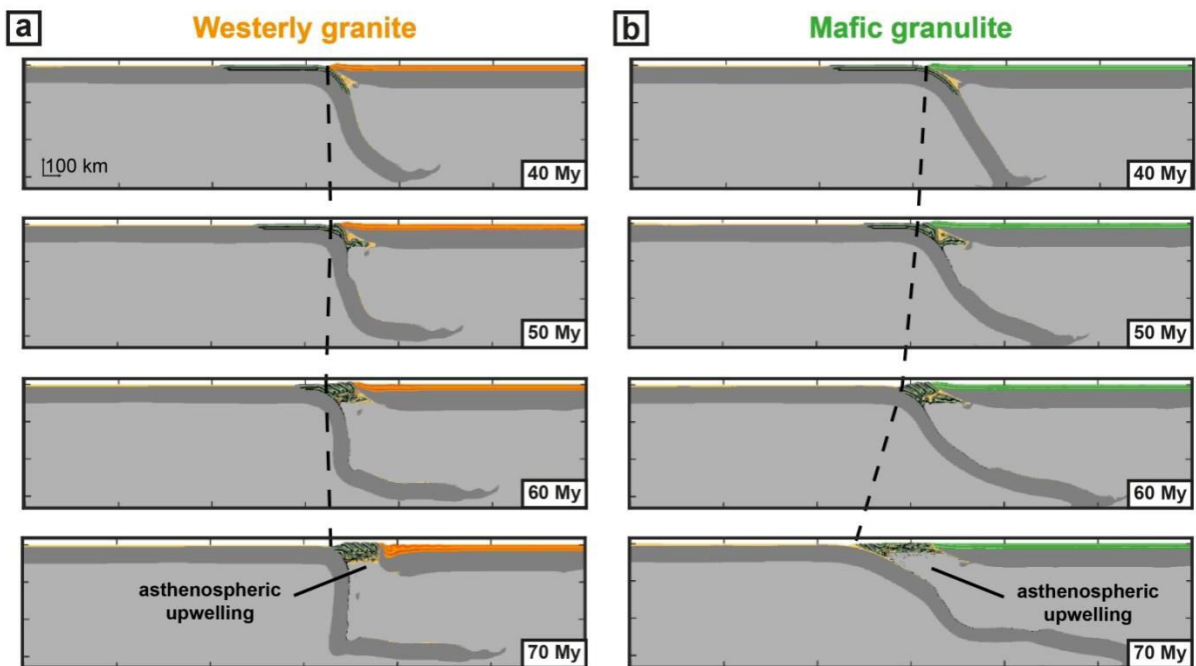 a
Westerly granite
100 km
40 My
50 My
60 My
asthenospheric
upwelling
70 My
b
Mafic granulite
40 My
50 My
60 My
asthenospheric
upwelling
70 My